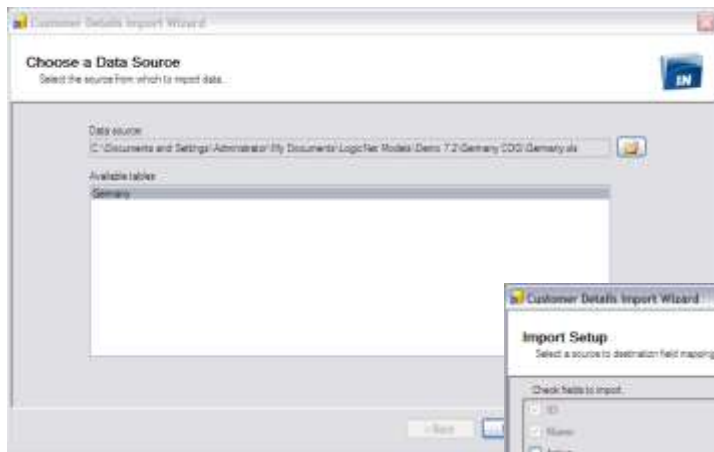 Customer Details Import Wizard
Choose a Data Source
Select the source from which to import data.
IN
Data source:
C:\Documents and Settings\Administrator\My Documents\LogicNet Models\Demo 7.2\Germany COG\Germany.xls
Available tables
Germany
< Back
Customer Details Import Wizard
Import Setup
Select a source to destination field mapping
Check fields to import.
ID
Name